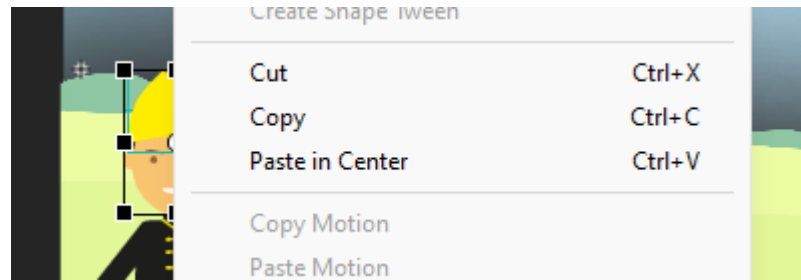 Create Shape Tween
Cut Ctrl+X
Copy Ctrl+C
Paste in Center Ctrl+V
Copy Motion
Paste Motion